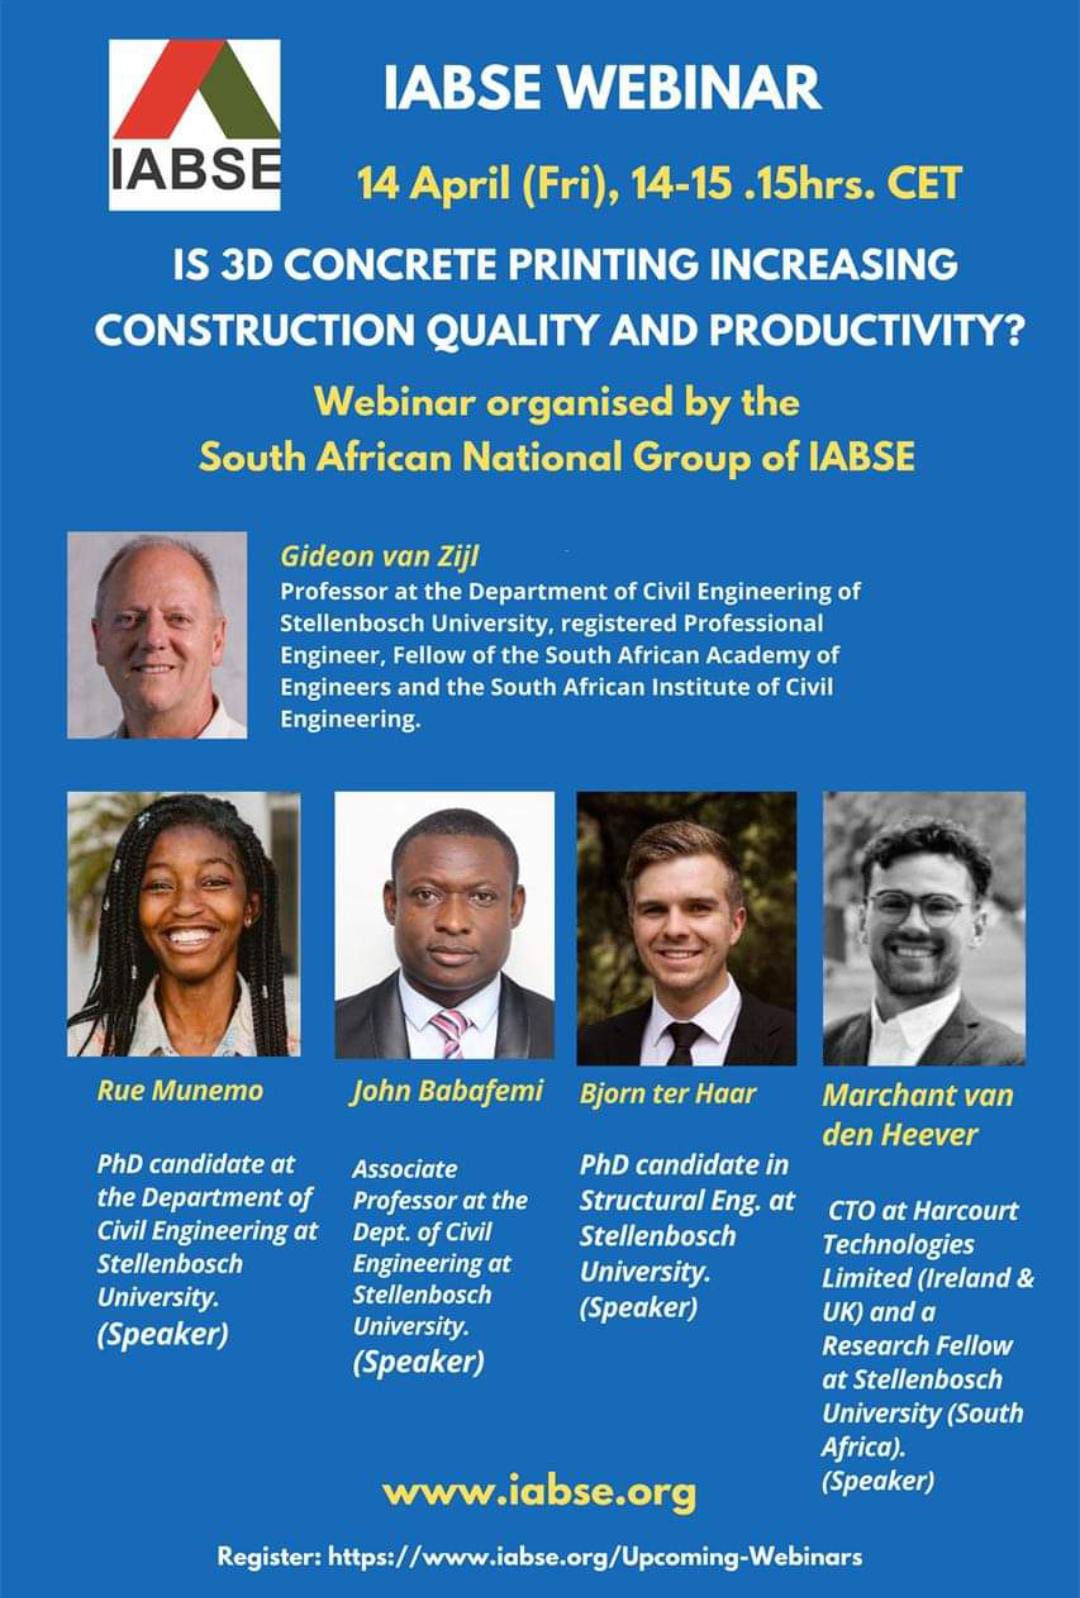 IABSE
IABSE WEBINAR
14 April (Fri), 14-15 .15hrs. CET
IS 3D CONCRETE PRINTING INCREASING
CONSTRUCTION QUALITY AND PRODUCTIVITY?
Webinar organised by the
South African National Group of IABSE
Gideon van Zijl
Professor at the Department of Civil Engineering of
Stellenbosch University, registered Professional
Engineer, Fellow of the South African Academy of
Engineers and the South African Institute of Civil
Engineering.
Rue Munemo
PhD candidate at
the Department of
Civil Engineering at
Stellenbosch
University.
(Speaker)
John Babafemi
Associate
Professor at the
Dept. of Civil
Engineering at
Stellenbosch
University.
(Speaker)
Bjorn ter Haar
PhD candidate in
Structural Eng. at
Stellenbosch
University.
(Speaker)
Marchant van
den Heever
CTO at Harcourt
Technologies
Limited (Ireland &
UK) and a
Research Fellow
at Stellenbosch
University (South
Africa).
(Speaker)
www.iabse.org
Register: https://www.iabse.org/Upcoming-Webinars